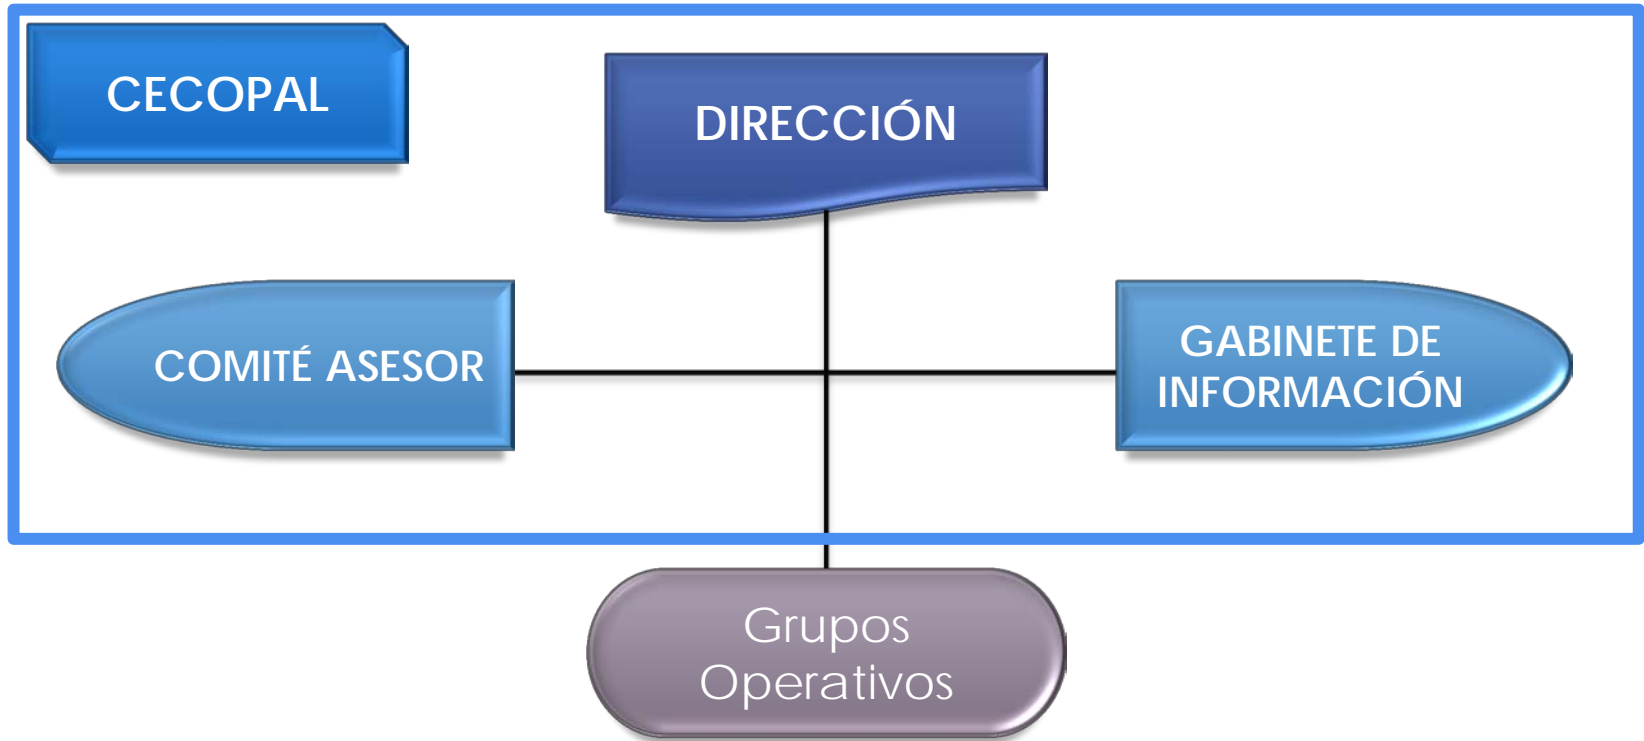 CECOPAL
DIRECCIÓN
COMITÉ ASESOR
GABINETE DE
INFORMACIÓN
Grupos
Operativos